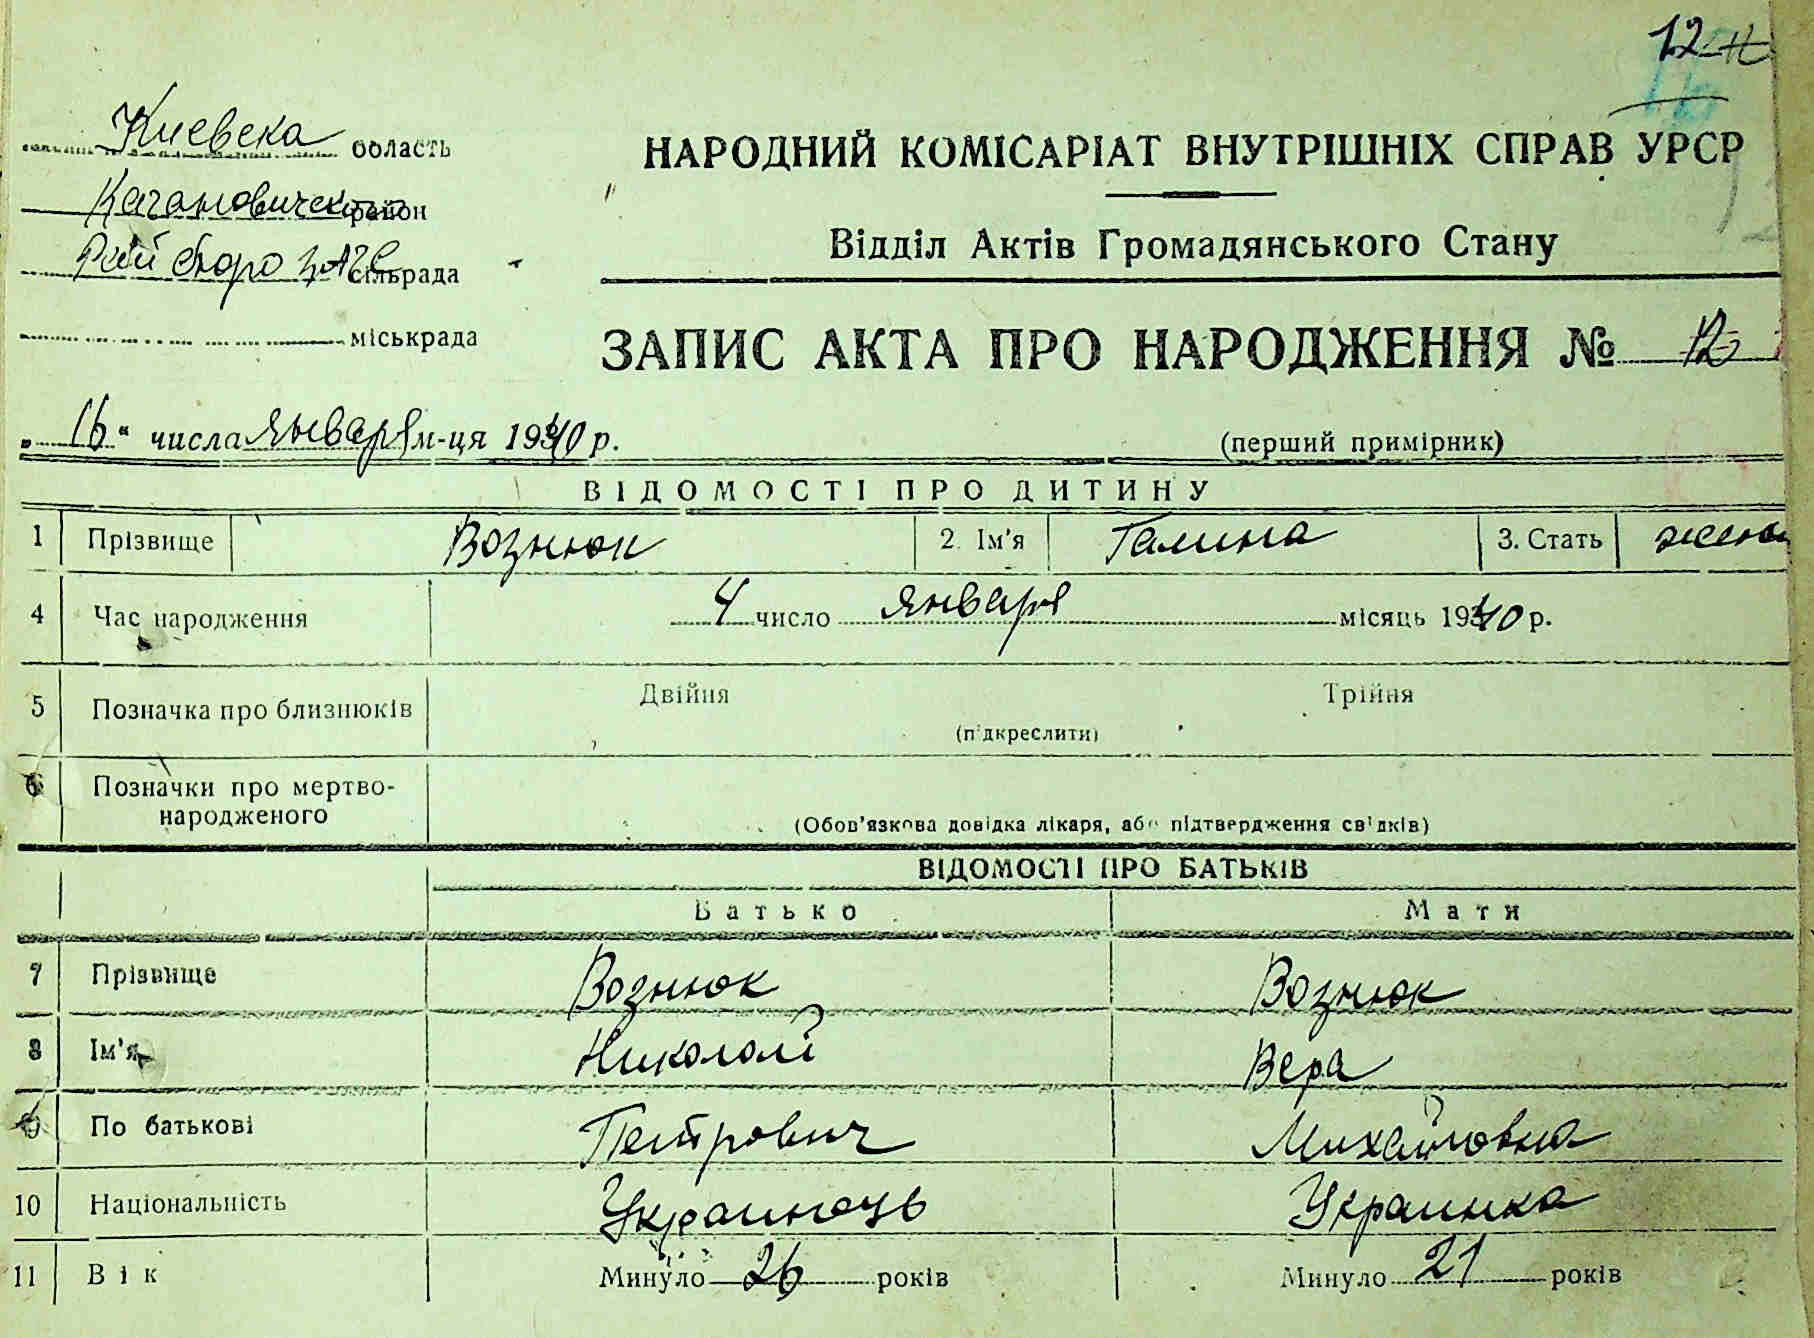 12
Киевска область
Кагановический район
Рай бюро ЗАГС сільрада
міськрада
НАРОДНИЙ КОМІСАРІАТ ВНУТРІШНІХ СПРАВ УРСР
Відділ Актів Громадянського Стану
ЗАПИС АКТА ПРО НАРОДЖЕННЯ № 12
„16“ числа января м-ця 1940 р.
(перший примірник)
ВІДОМОСТІ ПРО ДИТИНУ
1 Прізвище Вознюк 2. Ім'я Галина 3. Стать жен
4 Час народження 4 число января місяць 1940 р.
5 Позначка про близнюків Двійня Трійня
(підкреслити)
6 Позначки про мертво-
народженого
(Обов'язкова довідка лікаря, або підтвердження свідків)
ВІДОМОСТІ ПРО БАТЬКІВ
Батько Мати
7 Прізвище Вознюк Вознюк
8 Ім'я Николай Вера
9 По батькові Петрович Михайловна
10 Національність Украинець Украинка
11 Вік Минуло 26 років Минуло 21 років